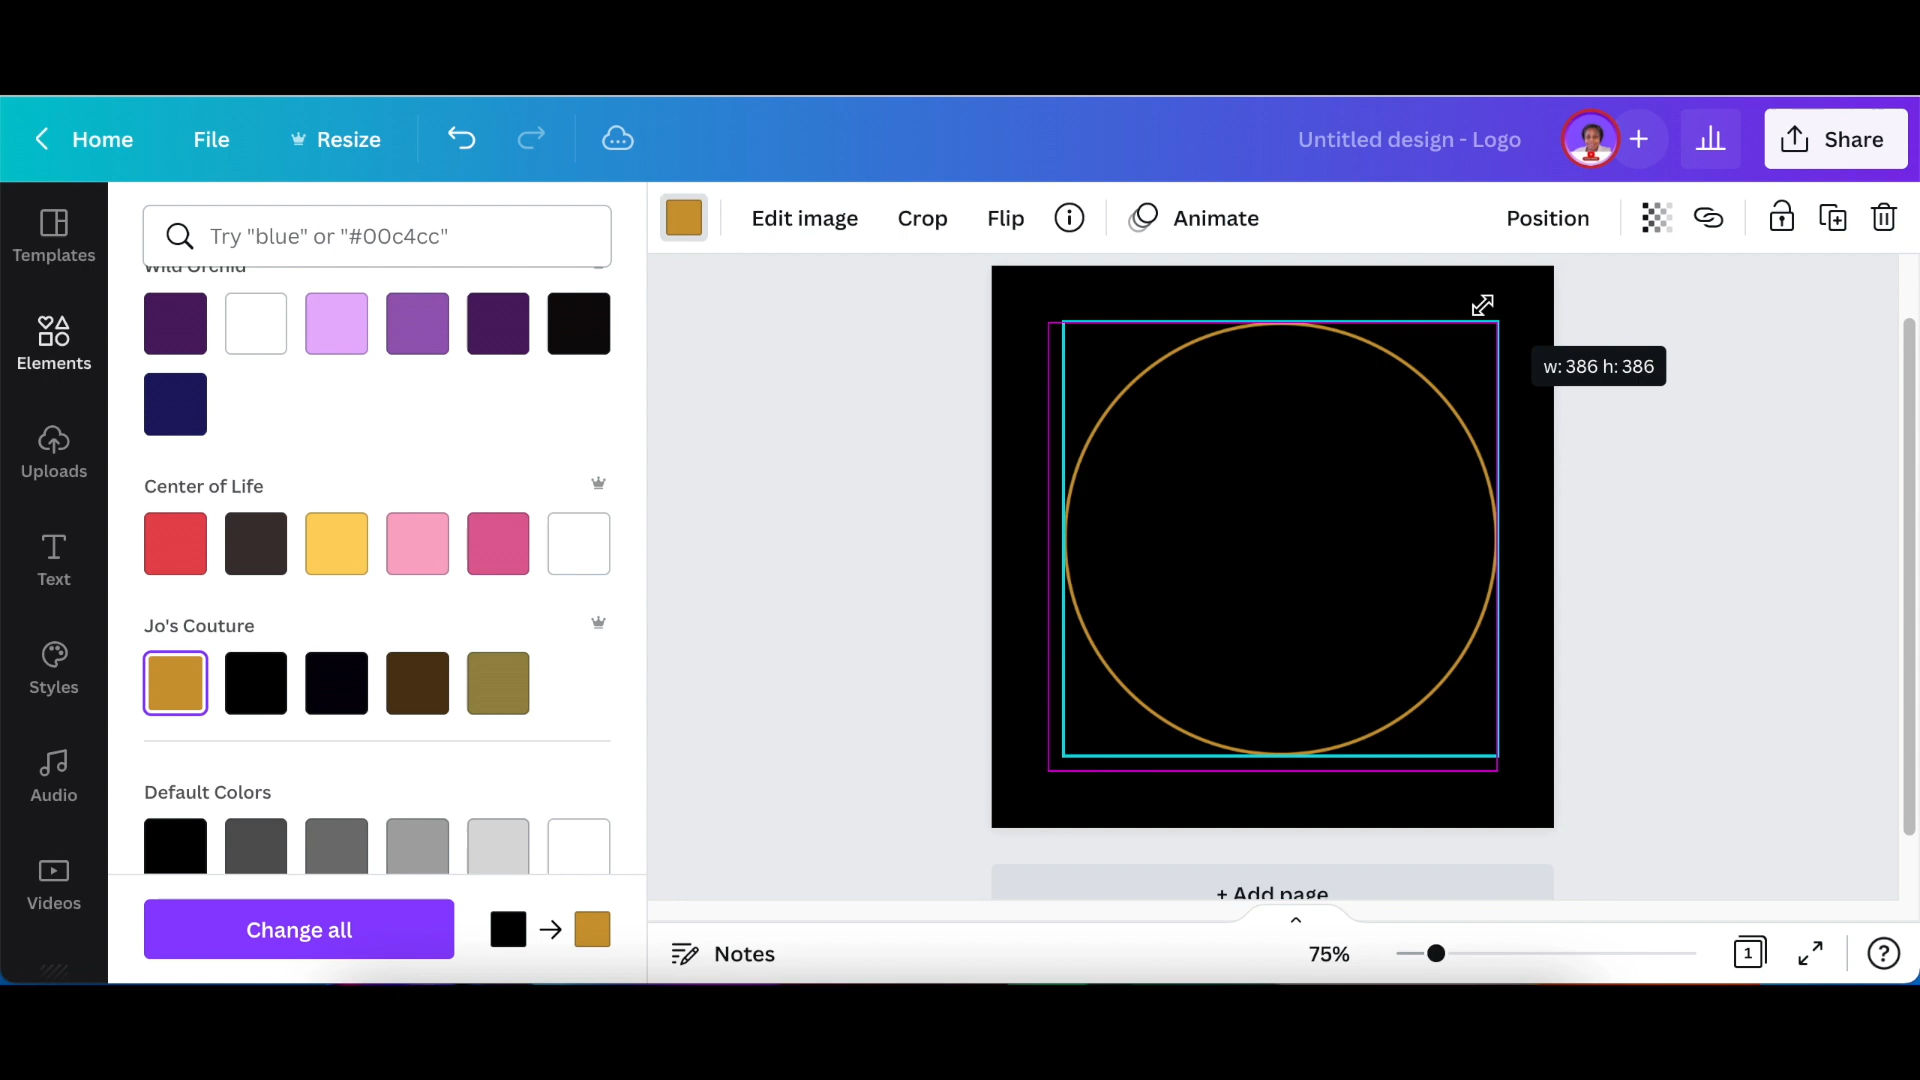 Home
File
Resize
Untitled design - Logo
+
Share
Templates
Elements
Uploads
Text
Styles
Audio
Videos
Try "blue" or "#00c4cc"
Wild Orchid
Center of Life
Jo's Couture
Default Colors
Change all
Edit image
Crop
Flip
Animate
Position
w: 386 h: 386
+ Add page
Notes
75%
1
?